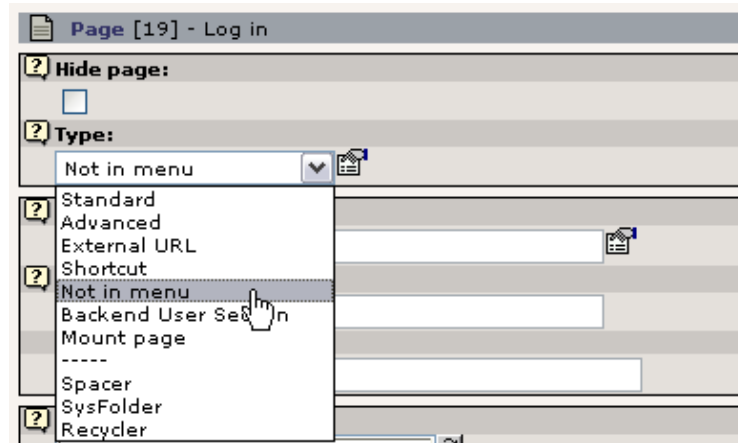 Page [19] - Log in
Hide page:
Type:
Not in menu
Standard
Advanced
External URL
Shortcut
Not in menu
Backend User
Mount page
-----
Spacer
SysFolder
Recycler